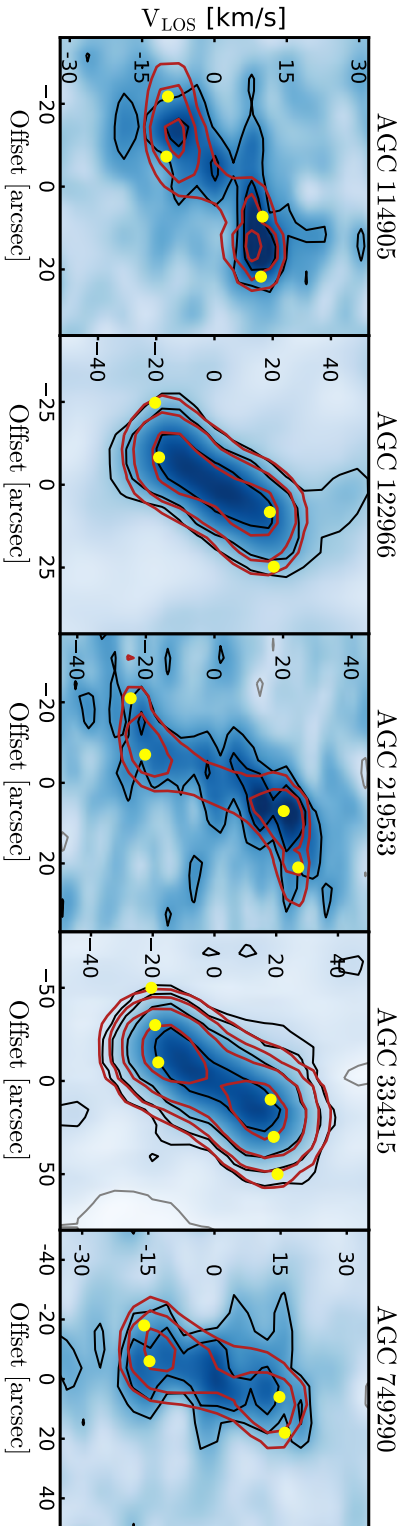 AGC 114905
AGC 122966
AGC 219533
AGC 334315
AGC 749290
V_LOS [km/s]
30
15
0
-15
-30
−20 0 20
Offset [arcsec]
40
20
0
−20
−40
−25 0 25
Offset [arcsec]
40
20
0
−20
−40
−20 0 20
Offset [arcsec]
40
20
0
−20
−40
−50 0 50
Offset [arcsec]
30
15
0
-15
-30
-40 -20 0 20 40
Offset [arcsec]